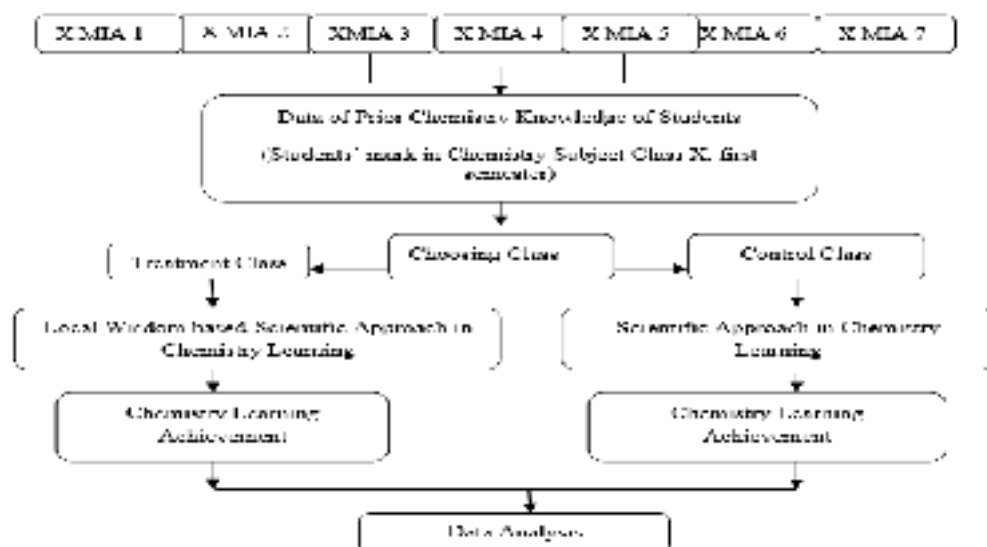 X MIA 1 X MIA 2 XMIA 3 X MIA 4 X MIA 5 X MIA 6 X MIA 7
Data of Prior Chemistry Knowledge of Students
(Students' mark in Chemistry Subject Class X, first
semester)
Treatment Class Choosing Class Control Class
Local Wisdom based Scientific Approach in
Chemistry Learning
Scientific Approach in Chemistry
Learning
Chemistry Learning
Achievement
Chemistry Learning
Achievement
Data Analysis